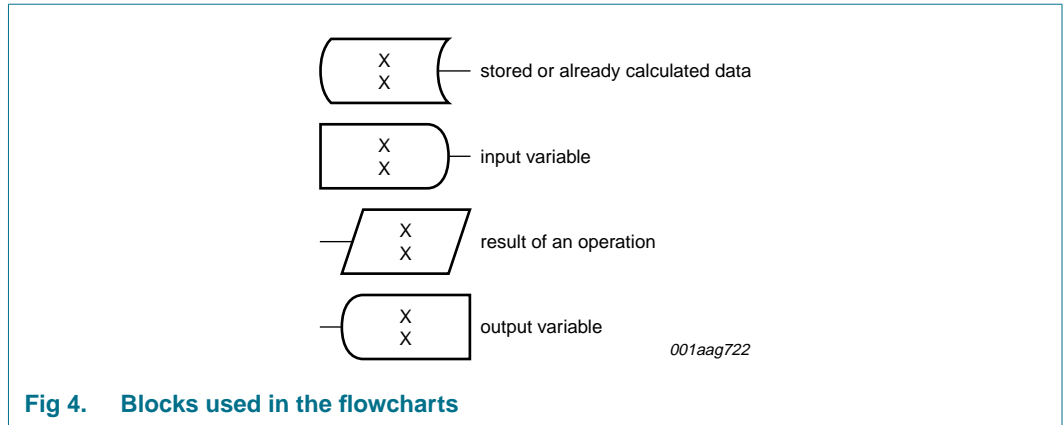 X
X
stored or already calculated data
X
X
input variable
X
X
result of an operation
X
X
output variable
001aag722
Fig 4. Blocks used in the flowcharts